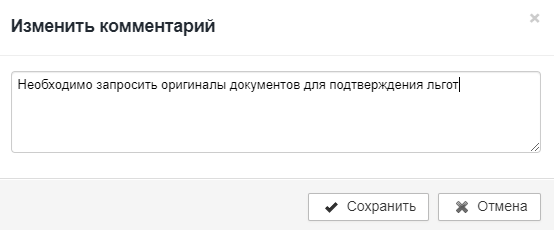 Изменить комментарий
Необходимо запросить оригиналы документов для подтверждения льгот
Сохранить
Отмена